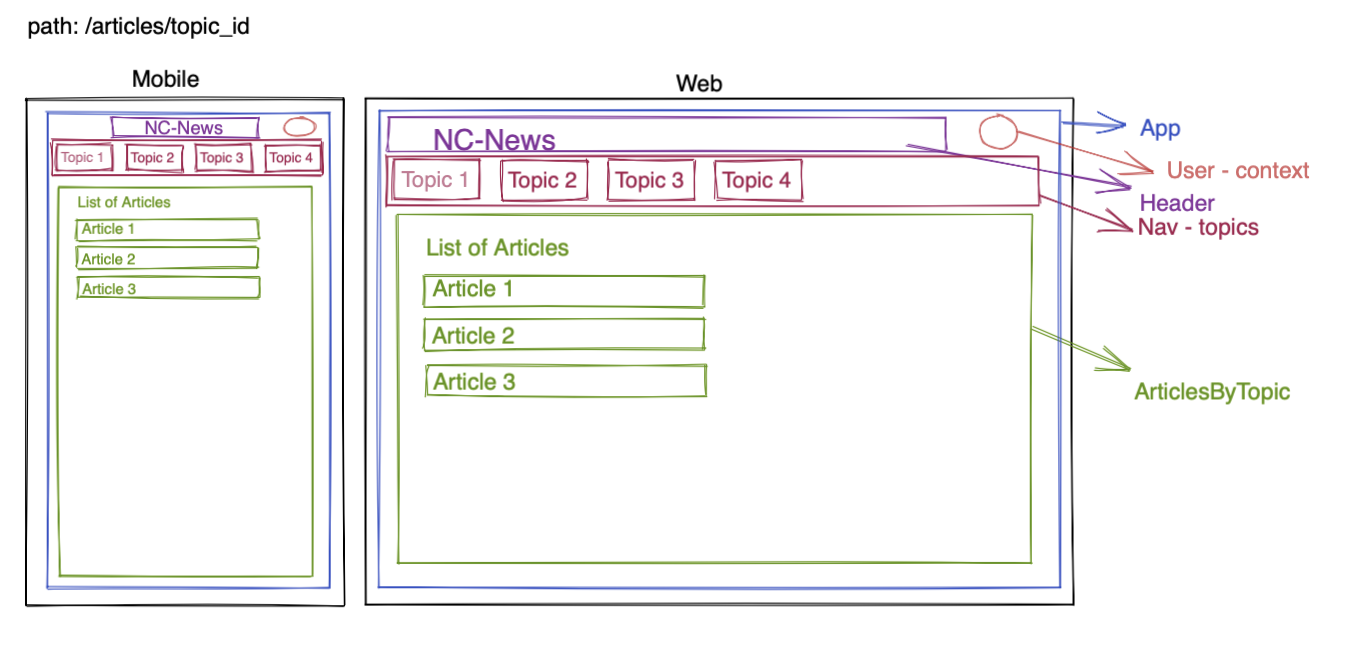 path: /articles/topic_id
Mobile
Web
NC-News
Topic 1
Topic 2
Topic 3
Topic 4
List of Articles
Article 1
Article 2
Article 3
NC-News
Topic 1
Topic 2
Topic 3
Topic 4
List of Articles
Article 1
Article 2
Article 3
App
User - context
Header
Nav - topics
ArticlesByTopic